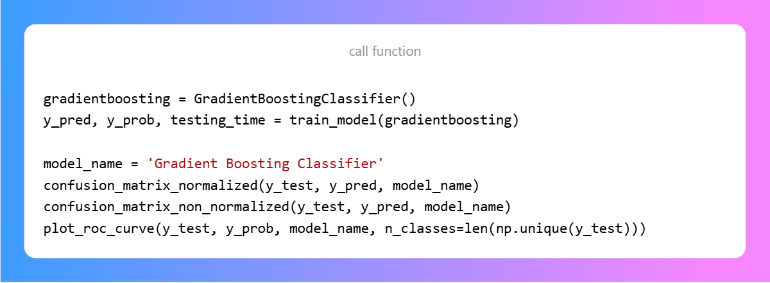 call function
gradientboosting = GradientBoostingClassifier()
y_pred, y_prob, testing_time = train_model(gradientboosting)
model_name = 'Gradient Boosting Classifier'
confusion_matrix_normalized(y_test, y_pred, model_name)
confusion_matrix_non_normalized(y_test, y_pred, model_name)
plot_roc_curve(y_test, y_prob, model_name, n_classes=len(np.unique(y_test)))